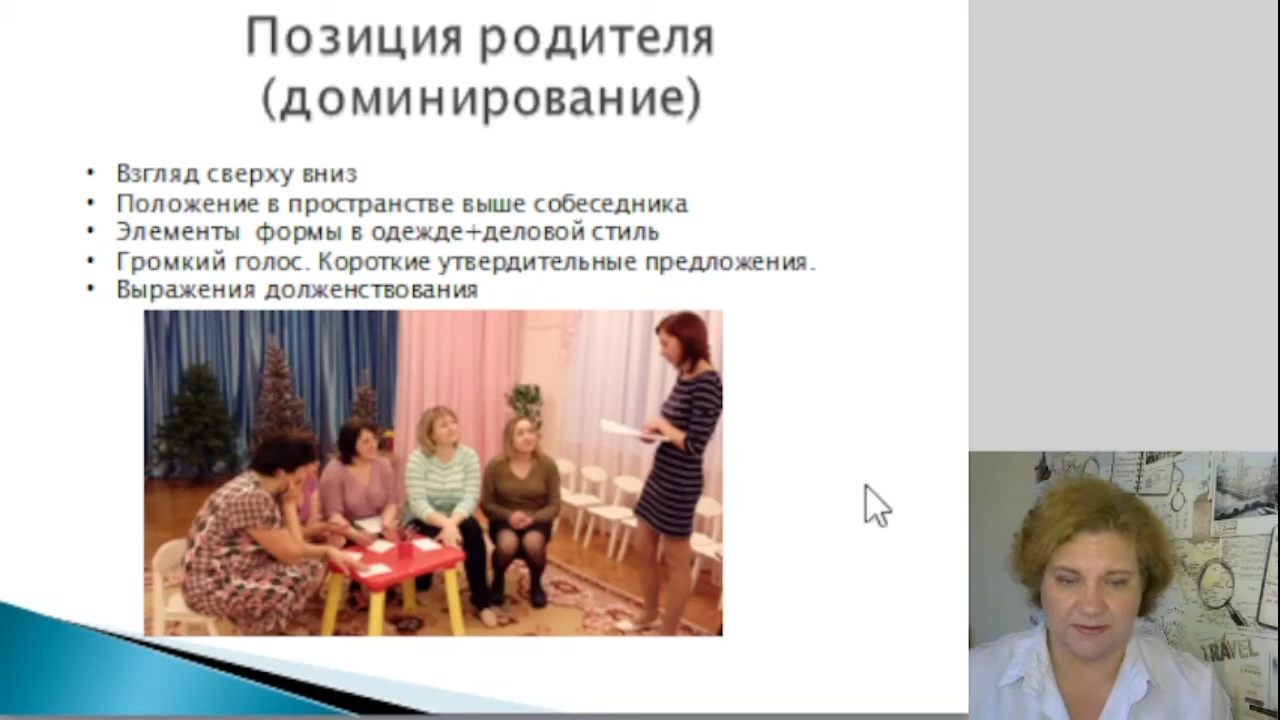 Позиция родителя
(доминирование)
• Взгляд сверху вниз
• Положение в пространстве выше собеседника
• Элементы формы в одежде+деловой стиль
• Громкий голос. Короткие утвердительные предложения.
• Выражения долженствования
TRAVEL